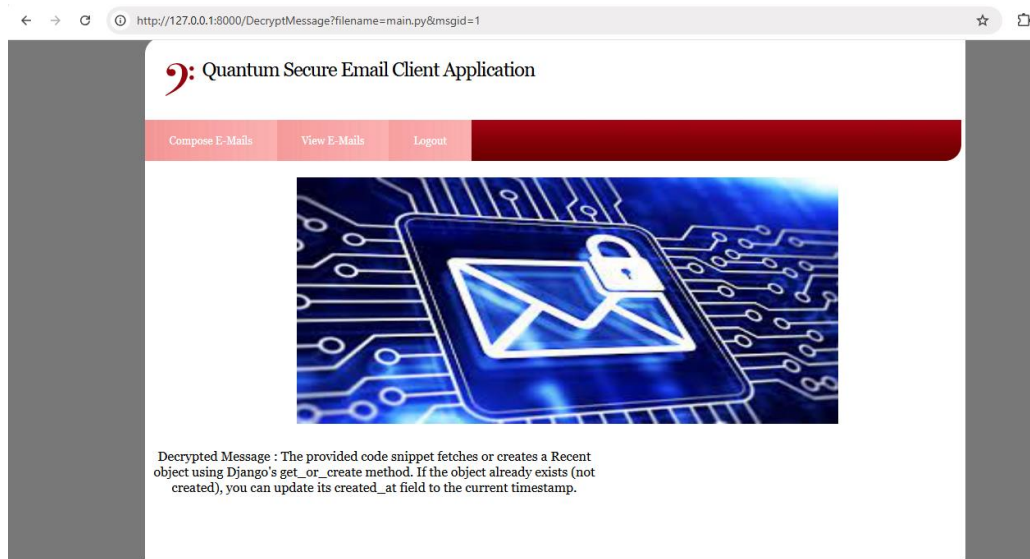 http://127.0.0.1:8000/DecryptMessage?filename=main.py&msgid=1
Quantum Secure Email Client Application
Compose E-Mails View E-Mails Logout
Decrypted Message : The provided code snippet fetches or creates a Recent
object using Django's get_or_create method. If the object already exists (not
created), you can update its created_at field to the current timestamp.